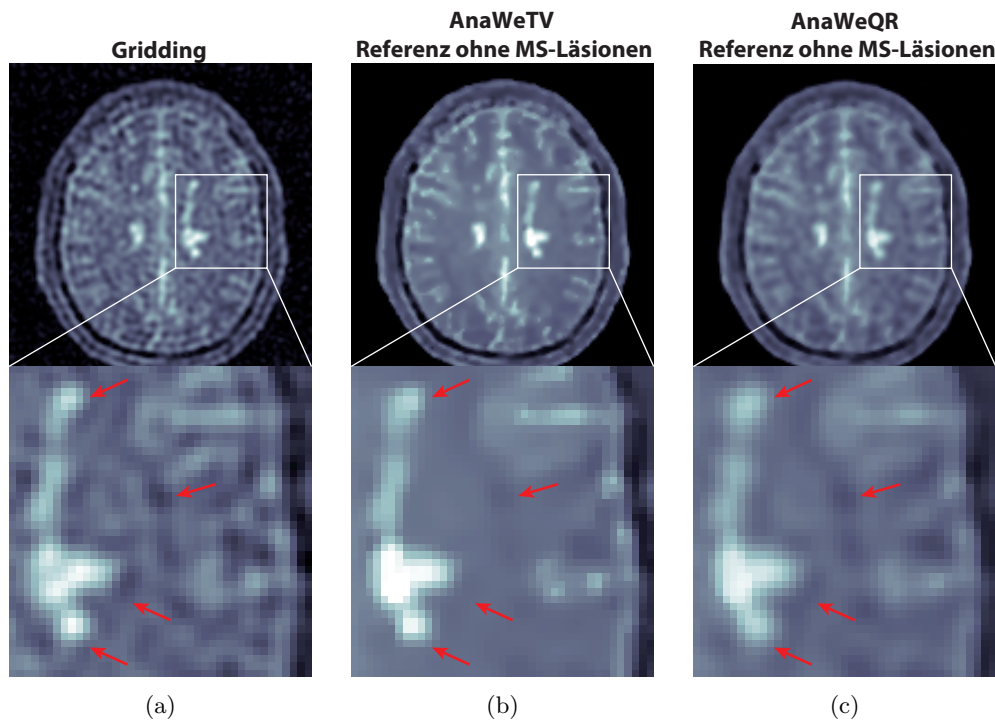 Gridding
AnaWeTV
Referenz ohne MS-Läsionen
AnaWeQR
Referenz ohne MS-Läsionen
(a)
(b)
(c)